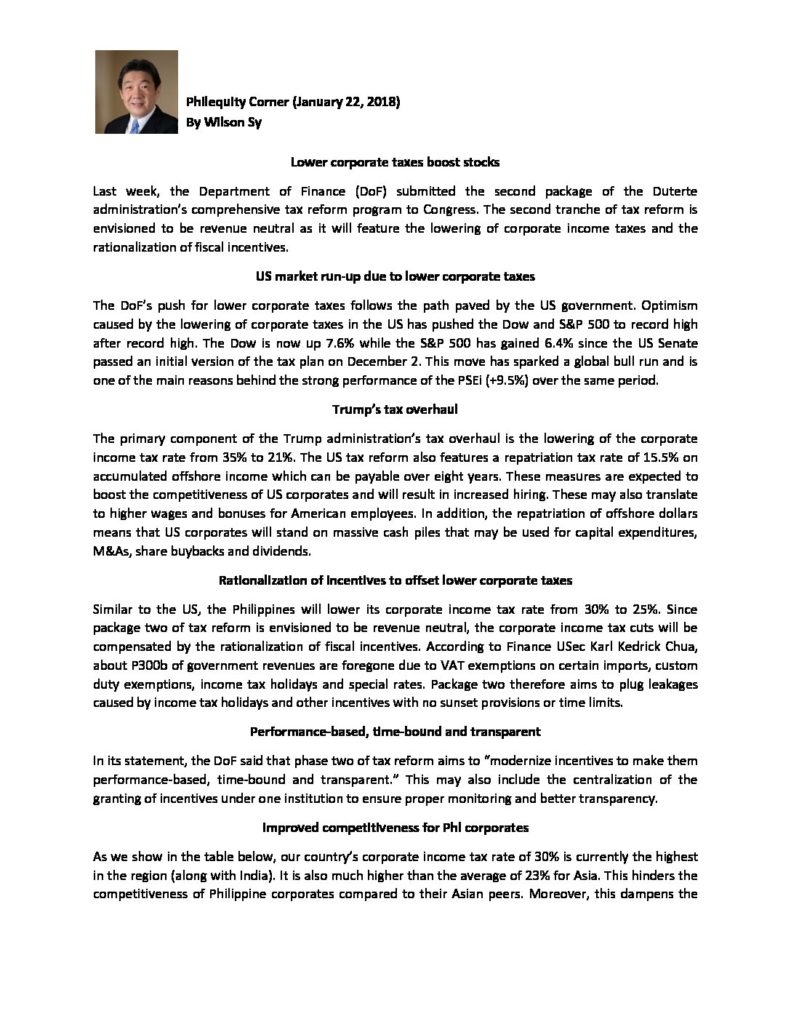 Philequity Corner (January 22, 2018)
By Wilson Sy
Lower corporate taxes boost stocks
Last week, the Department of Finance (DoF) submitted the second package of the Duterte
administration’s comprehensive tax reform program to Congress. The second tranche of tax reform is
envisioned to be revenue neutral as it will feature the lowering of corporate income taxes and the
rationalization of fiscal incentives.
US market run-up due to lower corporate taxes
The DoF’s push for lower corporate taxes follows the path paved by the US government. Optimism
caused by the lowering of corporate taxes in the US has pushed the Dow and S&P 500 to record high
after record high. The Dow is now up 7.6% while the S&P 500 has gained 6.4% since the US Senate
passed an initial version of the tax plan on December 2. This move has sparked a global bull run and is
one of the main reasons behind the strong performance of the PSEi (+9.5%) over the same period.
Trump’s tax overhaul
The primary component of the Trump administration’s tax overhaul is the lowering of the corporate
income tax rate from 35% to 21%. The US tax reform also features a repatriation tax rate of 15.5% on
accumulated offshore income which can be payable over eight years. These measures are expected to
boost the competitiveness of US corporates and will result in increased hiring. These may also translate
to higher wages and bonuses for American employees. In addition, the repatriation of offshore dollars
means that US corporates will stand on massive cash piles that may be used for capital expenditures,
M&As, share buybacks and dividends.
Rationalization of incentives to offset lower corporate taxes
Similar to the US, the Philippines will lower its corporate income tax rate from 30% to 25%. Since
package two of tax reform is envisioned to be revenue neutral, the corporate income tax cuts will be
compensated by the rationalization of fiscal incentives. According to Finance USec Karl Kedrick Chua,
about P300b of government revenues are foregone due to VAT exemptions on certain imports, custom
duty exemptions, income tax holidays and special rates. Package two therefore aims to plug leakages
caused by income tax holidays and other incentives with no sunset provisions or time limits.
Performance-based, time-bound and transparent
In its statement, the DoF said that phase two of tax reform aims to “modernize incentives to make them
performance-based, time-bound and transparent.” This may also include the centralization of the
granting of incentives under one institution to ensure proper monitoring and better transparency.
Improved competitiveness for Phl corporates
As we show in the table below, our country’s corporate income tax rate of 30% is currently the highest
in the region (along with India). It is also much higher than the average of 23% for Asia. This hinders the
competitiveness of Philippine corporates compared to their Asian peers. Moreover, this dampens the